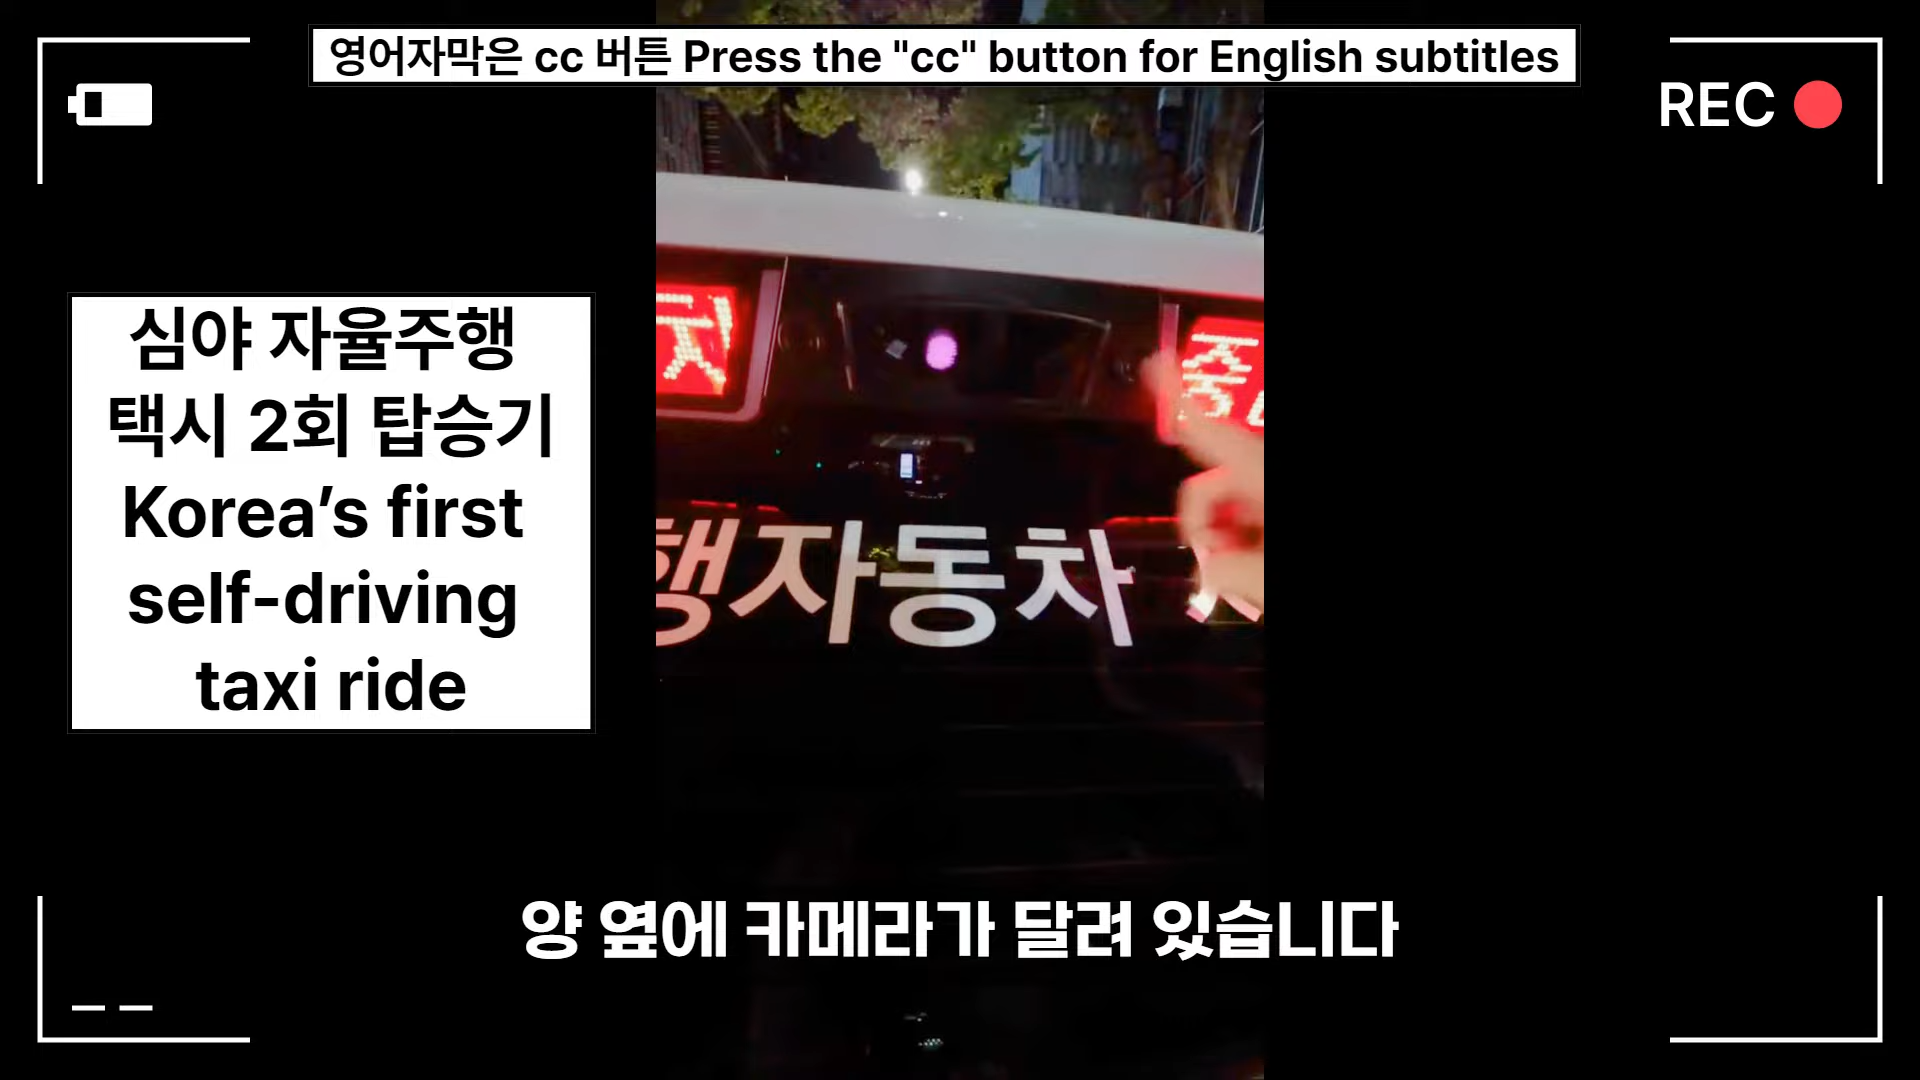 영어자막은 cc 버튼 Press the "cc" button for English subtitles
REC
심야 자율주행
택시 2회 탑승기
Korea’s first
self-driving
taxi ride
행자동차
양 옆에 카메라가 달려 있습니다